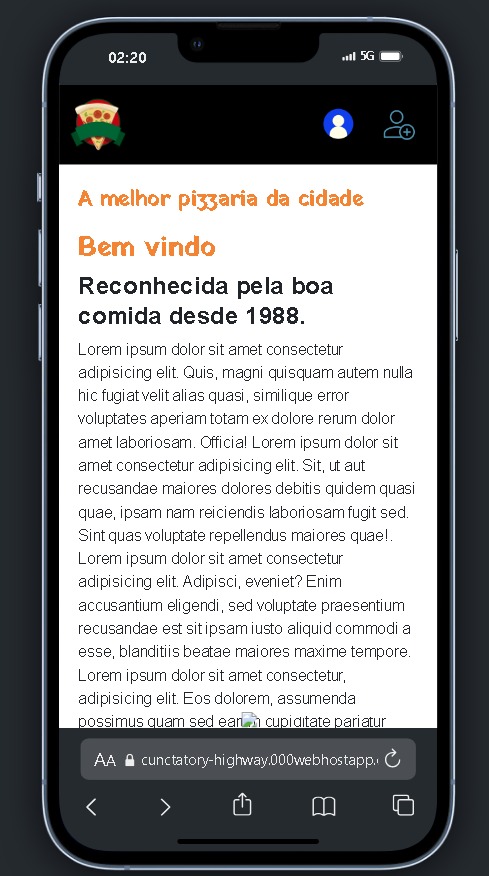 02:20
5G
A melhor pizzaria da cidade
Bem vindo
Reconhecida pela boa
comida desde 1988.
Lorem ipsum dolor sit amet consectetur
adipisicing elit. Quis, magni quisquam autem nulla
hic fugiat velit alias quasi, similique error
voluptates aperiam totam ex dolore rerum dolor
amet laboriosam. Officia! Lorem ipsum dolor sit
amet consectetur adipisicing elit. Sit, ut aut
recusandae maiores dolores debitis quidem quasi
quae, ipsam nam reiciendis laboriosam fugit sed.
Sint quas voluptate repellendus maiores quae!.
Lorem ipsum dolor sit amet consectetur
adipisicing elit. Adipisci, eveniet? Enim
accusantium eligendi, sed voluptate praesentium
recusandae est sit ipsam iusto aliquid commodi a
esse, blanditiis beatae maiores maxime tempore.
Lorem ipsum dolor sit amet consectetur,
adipisicing elit. Eos dolorem, assumenda
possimus quam sed cupiditate pariatur
AA cunctatory-highway.000webhostapp.